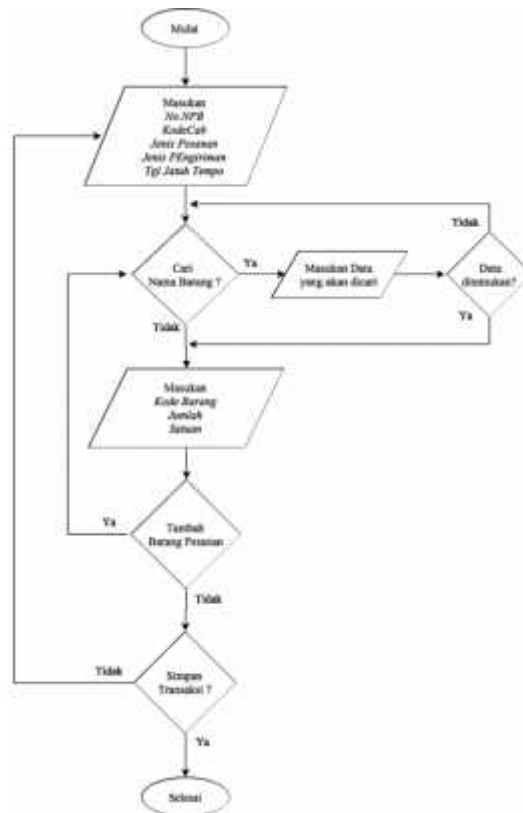 Mulai
Masukan
No.NPB
KodeCab
Jenis Pesanan
Jenis PEngiriman
Tgl Jatuh Tempo
Tidak
Cari
Nama Barang ?
Ya
Masukan Data
yang akan dicari
Data
ditemukan?
Tidak
Ya
Masukan
Kode Barang
Jumlah
Satuan
Ya
Tambah
Barang Pesanan
Tidak
Tidak
Simpan
Transaksi ?
Ya
Selesai